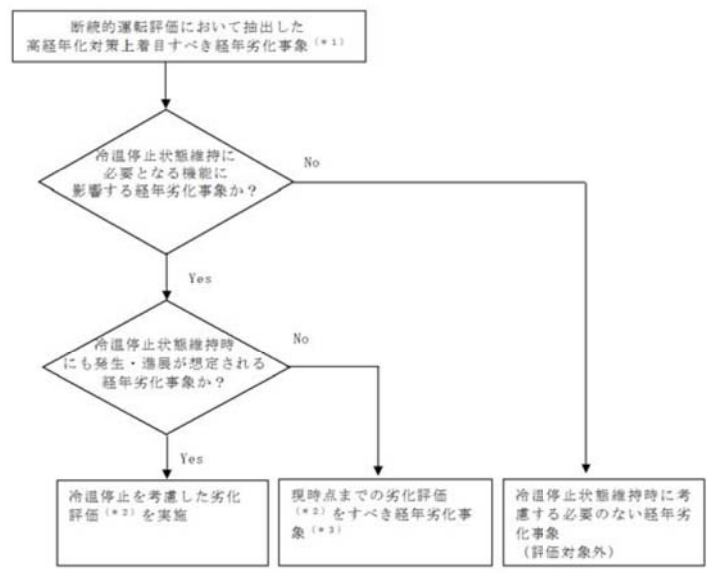 断続的運転評価において抽出した
高経年化対策上着目すべき経年劣化事象(*1)
冷温停止状態維持に
必要となる機能に
影響する経年劣化事象か?
No
Yes
冷温停止状態維持時
にも発生・進展が想定される
経年劣化事象か?
No
Yes
冷温停止を考慮した劣化
評価(*2)を実施
現時点までの劣化評価
(*2)をすべき経年劣化事
象(*3)
冷温停止状態維持時に考
慮する必要のない経年劣
化事象
(評価対象外)